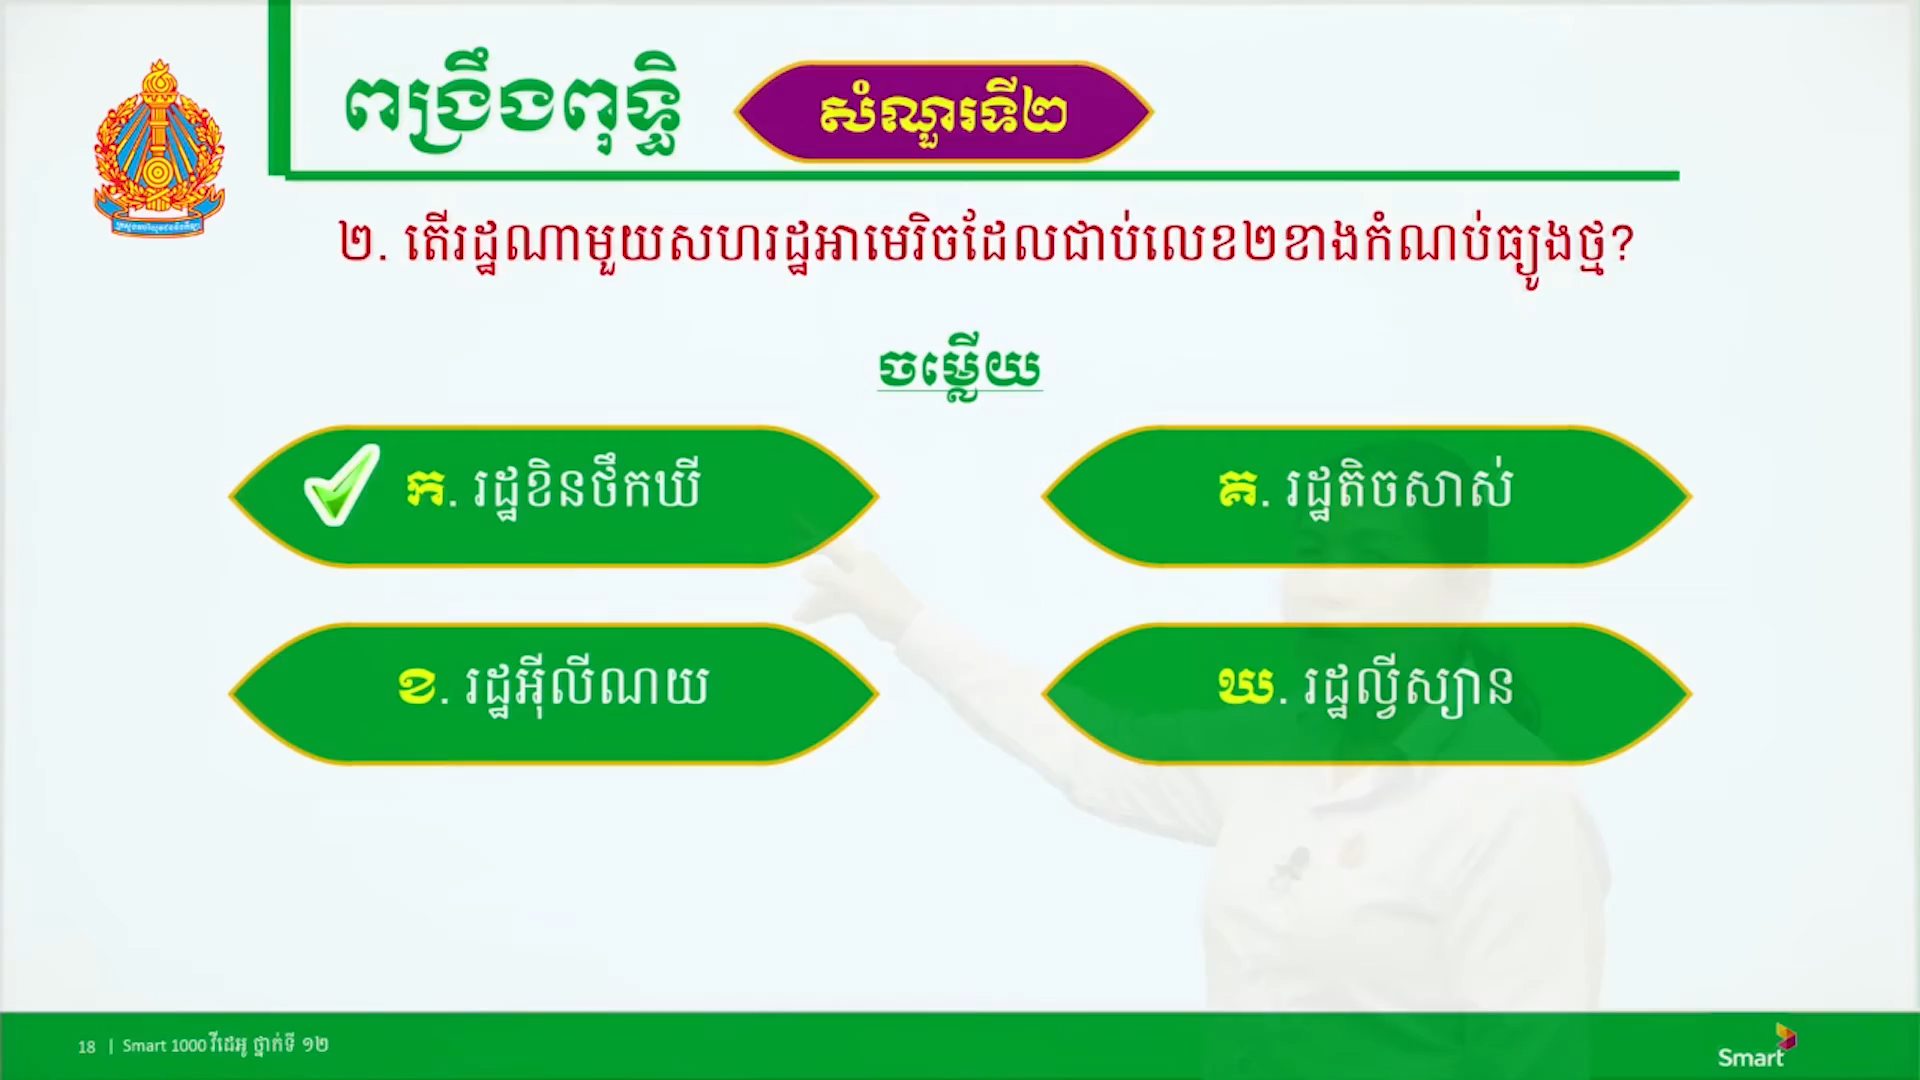 ពង្រឹងពុទ្ធិ
សំណួរទី២
២. តើរដ្ឋណាមួយសហរដ្ឋអាមេរិចដែលជាប់លេខ២ខាងកំណប់ធ្យូងថ្ម?
ចម្លើយ
ក. រដ្ឋខិនថឹកឃី
គ. រដ្ឋតិចសាស់
ខ. រដ្ឋអ៊ីលីណយ
ឃ. រដ្ឋល្វីស្យាន
18 | Smart 1000 វីដេអូ ថ្នាក់ទី ១២
Smart